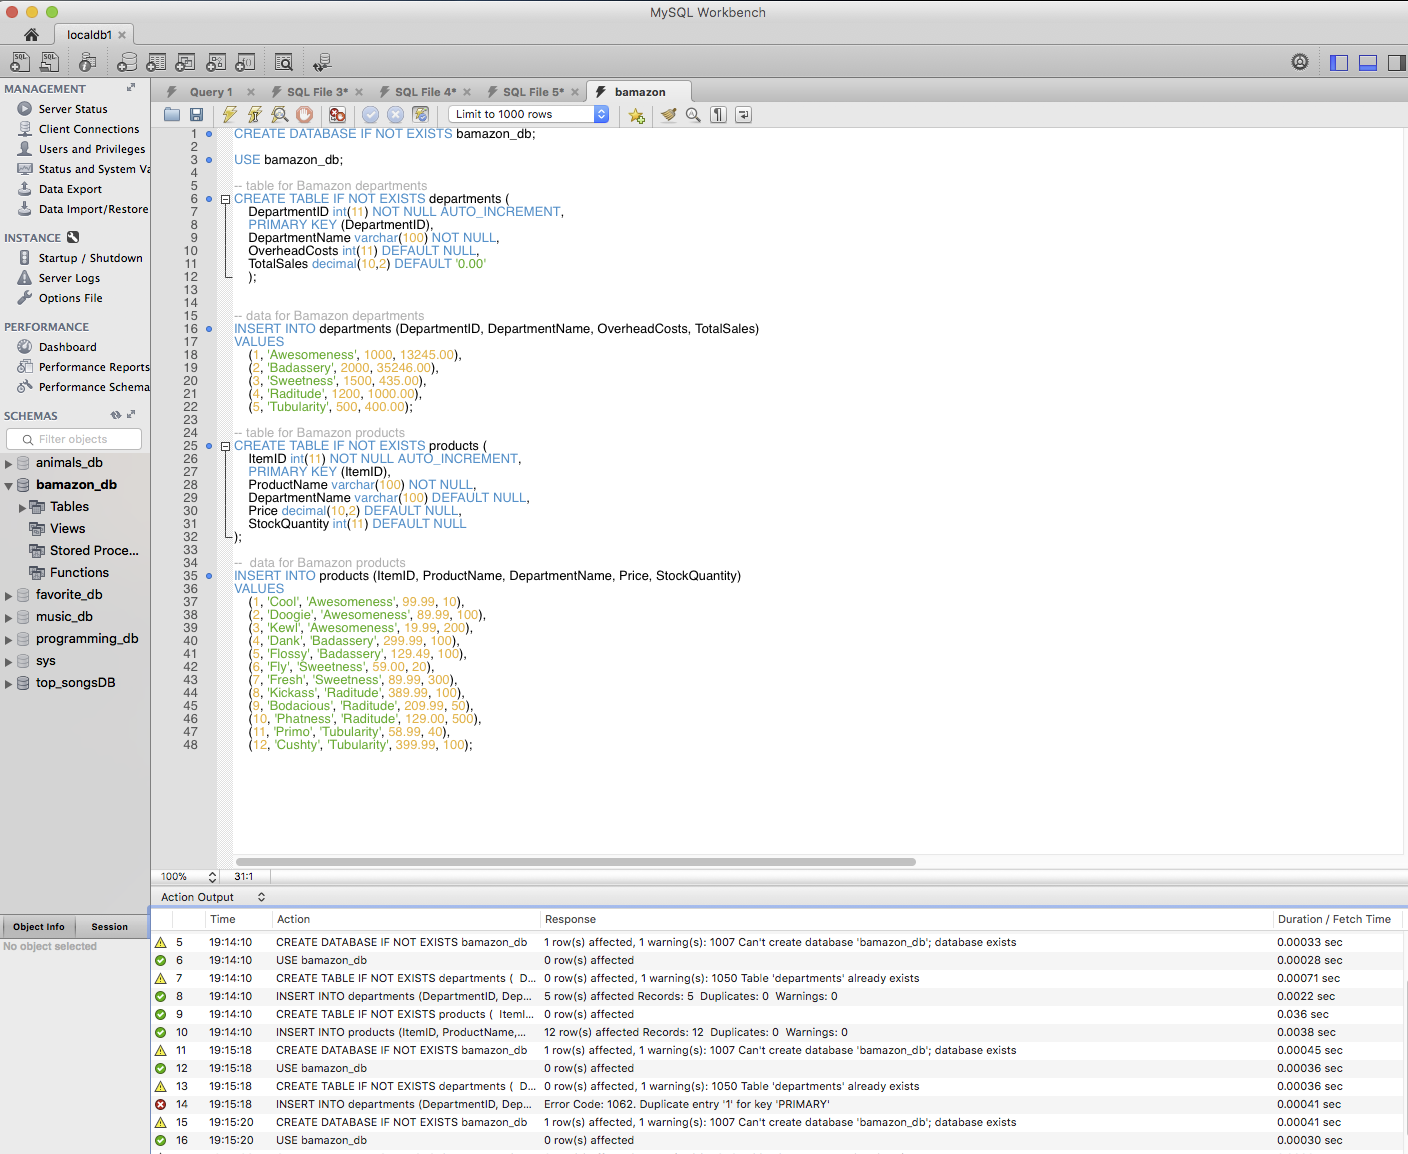 MySQL Workbench
localdb1
MANAGEMENT
Server Status
Client Connections
Users and Privileges
Status and System Va
Data Export
Data Import/Restore
INSTANCE
Startup / Shutdown
Server Logs
Options File
PERFORMANCE
Dashboard
Performance Reports
Performance Schema
SCHEMAS
Filter objects
animals_db
bamazon_db
Tables
Views
Stored Proce...
Functions
favorite_db
music_db
programming_db
sys
top_songsDB
Object Info Session
No object selected
Query 1 SQL File 3* SQL File 4* SQL File 5* bamazon
Limit to 1000 rows
1 CREATE DATABASE IF NOT EXISTS bamazon_db;
2
3 USE bamazon_db;
4
5 -- table for Bamazon departments
6 CREATE TABLE IF NOT EXISTS departments (
7 DepartmentID int(11) NOT NULL AUTO_INCREMENT,
8 PRIMARY KEY (DepartmentID),
9 DepartmentName varchar(100) NOT NULL,
10 OverheadCosts int(11) DEFAULT NULL,
11 TotalSales decimal(10,2) DEFAULT '0.00'
12 );
13
14
15 -- data for Bamazon departments
16 INSERT INTO departments (DepartmentID, DepartmentName, OverheadCosts, TotalSales)
17 VALUES
18 (1, 'Awesomeness', 1000, 13245.00),
19 (2, 'Badassery', 2000, 35246.00),
20 (3, 'Sweetness', 1500, 435.00),
21 (4, 'Raditude', 1200, 1000.00),
22 (5, 'Tubularity', 500, 400.00);
23
24 -- table for Bamazon products
25 CREATE TABLE IF NOT EXISTS products (
26 ItemID int(11) NOT NULL AUTO_INCREMENT,
27 PRIMARY KEY (ItemID),
28 ProductName varchar(100) NOT NULL,
29 DepartmentName varchar(100) DEFAULT NULL,
30 Price decimal(10,2) DEFAULT NULL,
31 StockQuantity int(11) DEFAULT NULL
32 );
33
34 -- data for Bamazon products
35 INSERT INTO products (ItemID, ProductName, DepartmentName, Price, StockQuantity)
36 VALUES
37 (1, 'Cool', 'Awesomeness', 99.99, 10),
38 (2, 'Doogie', 'Awesomeness', 89.99, 100),
39 (3, 'Kewl', 'Awesomeness', 19.99, 200),
40 (4, 'Dank', 'Badassery', 299.99, 100),
41 (5, 'Flossy', 'Badassery', 129.49, 100),
42 (6, 'Fly', 'Sweetness', 59.00, 20),
43 (7, 'Fresh', 'Sweetness', 89.99, 300),
44 (8, 'Kickass', 'Raditude', 389.99, 100),
45 (9, 'Bodacious', 'Raditude', 209.99, 50),
46 (10, 'Phatness', 'Raditude', 129.00, 500),
47 (11, 'Primo', 'Tubularity', 58.99, 40),
48 (12, 'Cushty', 'Tubularity', 399.99, 100);
100% 31:1
Action Output
Time Action Response Duration / Fetch Time
5 19:14:10 CREATE DATABASE IF NOT EXISTS bamazon_db 1 row(s) affected, 1 warning(s): 1007 Can't create database 'bamazon_db'; database exists 0.00033 sec
6 19:14:10 USE bamazon_db 0 row(s) affected 0.00028 sec
7 19:14:10 CREATE TABLE IF NOT EXISTS departments ( D... 0 row(s) affected, 1 warning(s): 1050 Table 'departments' already exists 0.00071 sec
8 19:14:10 INSERT INTO departments (DepartmentID, Dep... 5 row(s) affected Records: 5 Duplicates: 0 Warnings: 0 0.0022 sec
9 19:14:10 CREATE TABLE IF NOT EXISTS products ( ItemI... 0 row(s) affected 0.036 sec
10 19:14:10 INSERT INTO products (ItemID, ProductName,... 12 row(s) affected Records: 12 Duplicates: 0 Warnings: 0 0.0038 sec
11 19:15:18 CREATE DATABASE IF NOT EXISTS bamazon_db 1 row(s) affected, 1 warning(s): 1007 Can't create database 'bamazon_db'; database exists 0.00045 sec
12 19:15:18 USE bamazon_db 0 row(s) affected 0.00036 sec
13 19:15:18 CREATE TABLE IF NOT EXISTS departments ( D... 0 row(s) affected, 1 warning(s): 1050 Table 'departments' already exists 0.00036 sec
14 19:15:18 INSERT INTO departments (DepartmentID, Dep... Error Code: 1062. Duplicate entry '1' for key 'PRIMARY' 0.00041 sec
15 19:15:20 CREATE DATABASE IF NOT EXISTS bamazon_db 1 row(s) affected, 1 warning(s): 1007 Can't create database 'bamazon_db'; database exists 0.00041 sec
16 19:15:20 USE bamazon_db 0 row(s) affected 0.00030 sec